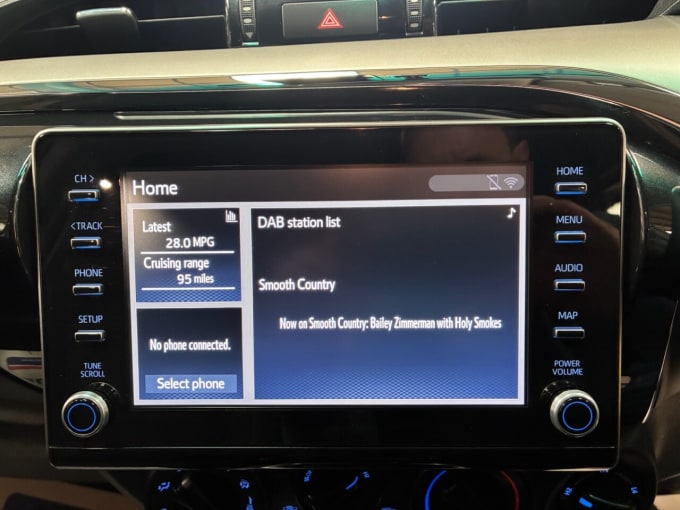 CH >
<TRACK
PHONE
SETUP
TUNE
SCROLL
Home
Latest
28.0 MPG
Cruising range
95 miles
No phone connected.
Select phone
DAB station list
Smooth Country
Now on Smooth Country: Bailey Zimmerman with Holy Smokes
HOME
MENU
AUDIO
MAP
POWER
VOLUME
LO